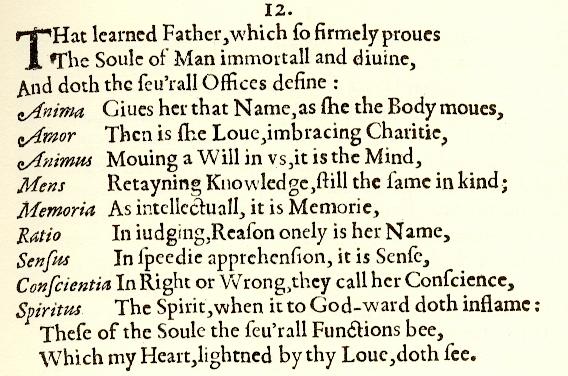 12.
THat learned Father,which ſo firmely proues
The Soule of Man immortall and diuine,
And doth the ſeu'rall Offices define :
Anima Giues her that Name,as ſhe the Body moues,
Amor Then is ſhe Loue,imbracing Charitie,
Animus Mouing a Will in vs,it is the Mind,
Mens Retayning Knowledge,ſtill the ſame in kind;
Memoria As intellectuall, it is Memorie,
Ratio In iudging,Reaſon onely is her Name,
Senſus In ſpeedie apprehenſion, it is Senſe,
Conſcientia In Right or Wrong,they call her Conſcience,
Spiritus The Spirit,when it to God-ward doth inflame:
Theſe of the Soule the ſeu'rall Functions bee,
Which my Heart,lightned by thy Loue,doth ſee.